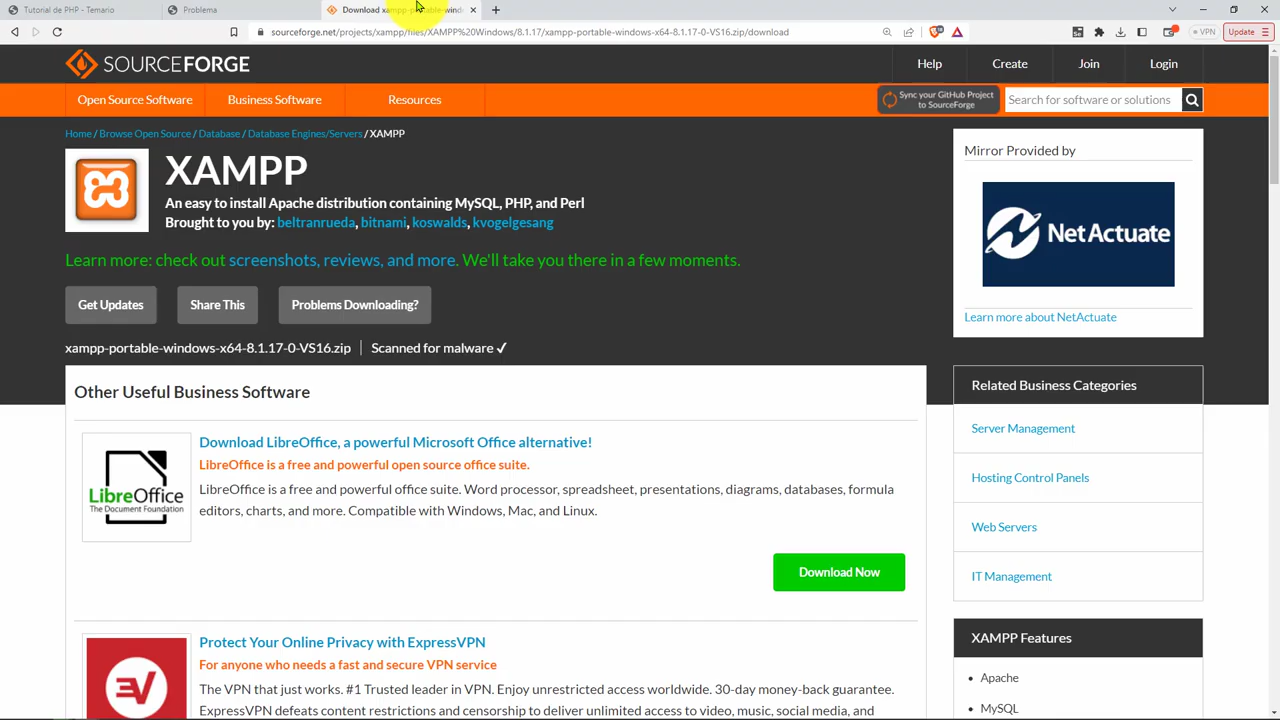 Tutorial de PHP - Temario
Problema
Download xampp-portable-wind
sourceforge.net/projects/xampp/files/XAMPP%20Windows/8.1.17/xampp-portable-windows-x64-8.1.17-0-VS16.zip/download
VPN
Update
SOURCEFORGE
Help
Create
Join
Login
Open Source Software
Business Software
Resources
Sync your GitHub Project
to SourceForge
Search for software or solutions
Home / Browse Open Source / Database / Database Engines/Servers / XAMPP
XAMPP
An easy to install Apache distribution containing MySQL, PHP, and Perl
Brought to you by: beltranrueda, bitnami, koswalds, kvogelgesang
Learn more: check out screenshots, reviews, and more. We'll take you there in a few moments.
Get Updates
Share This
Problems Downloading?
xampp-portable-windows-x64-8.1.17-0-VS16.zip
Scanned for malware ✓
Mirror Provided by
NetActuate
Learn more about NetActuate
Other Useful Business Software
LibreOffice
The Document Foundation
Download LibreOffice, a powerful Microsoft Office alternative!
LibreOffice is a free and powerful open source office suite.
LibreOffice is a free and powerful office suite. Word processor, spreadsheet, presentations, diagrams, databases, formula
editors, charts, and more. Compatible with Windows, Mac, and Linux.
Download Now
Protect Your Online Privacy with ExpressVPN
For anyone who needs a fast and secure VPN service
The VPN that just works. #1 Trusted leader in VPN. Enjoy unrestricted access worldwide. 30-day money-back guarantee.
ExpressVPN defeats content restrictions and censorship to deliver unlimited access to video, music, social media, and
Related Business Categories
Server Management
Hosting Control Panels
Web Servers
IT Management
XAMPP Features
Apache
MySQL